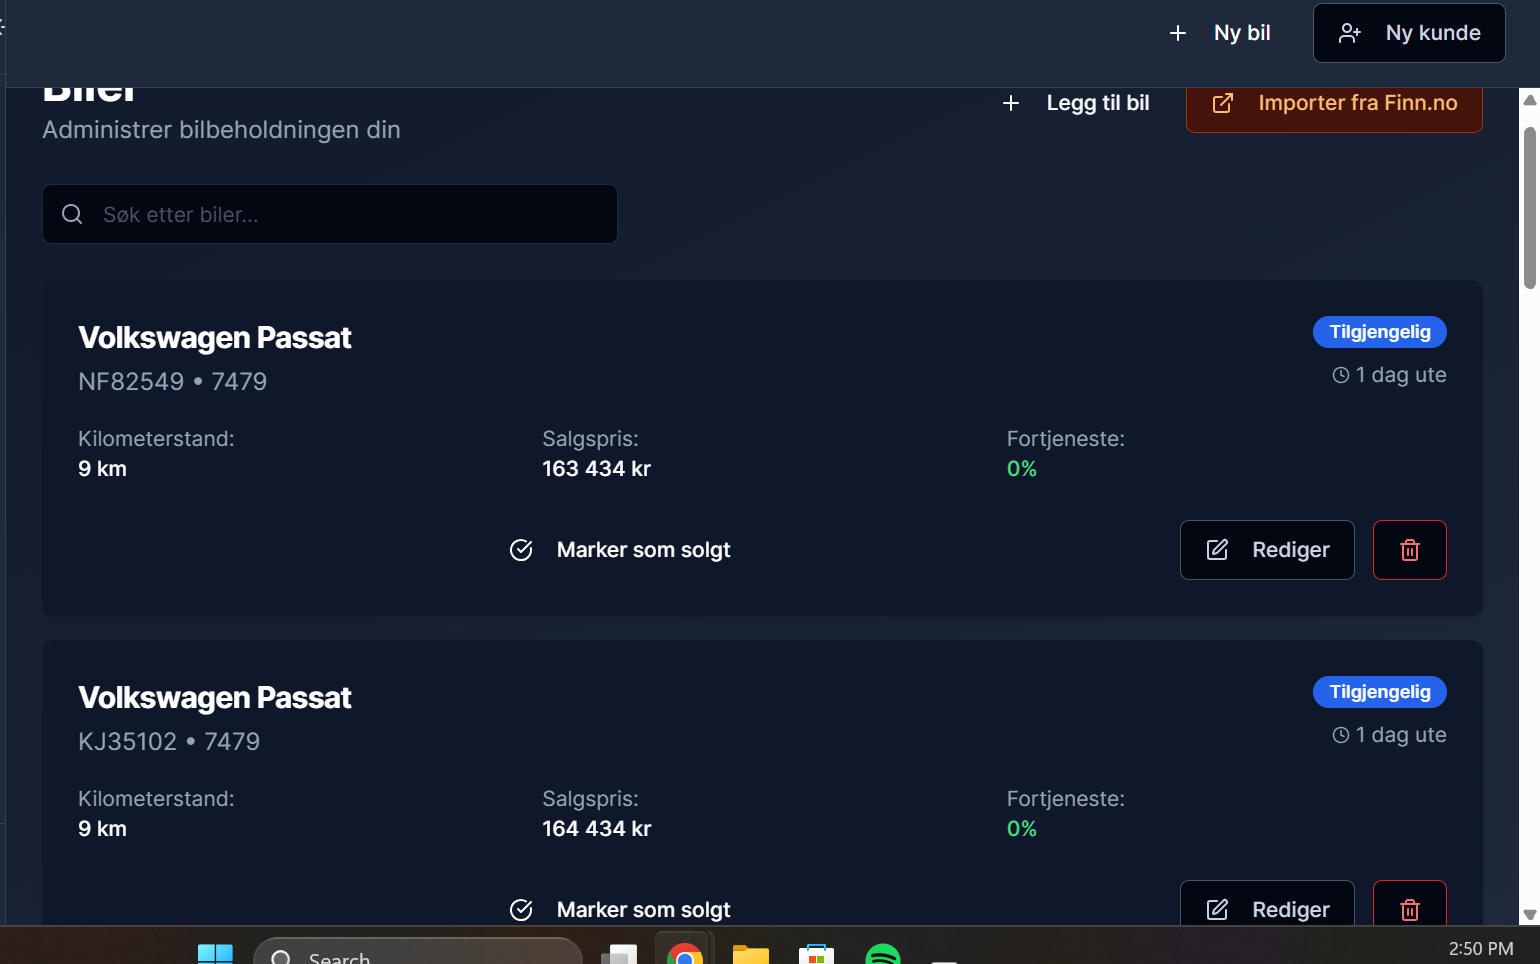 Ny bil
Ny kunde
Biler
Legg til bil
Importer fra Finn.no
Administrer bilbeholdningen din
Søk etter biler...
Volkswagen Passat
Tilgjengelig
NF82549 • 7479
1 dag ute
Kilometerstand:
Salgspris:
Fortjeneste:
9 km
163 434 kr
0%
Marker som solgt
Rediger
Volkswagen Passat
Tilgjengelig
KJ35102 • 7479
1 dag ute
Kilometerstand:
Salgspris:
Fortjeneste:
9 km
164 434 kr
0%
Marker som solgt
Rediger
Search
2:50 PM